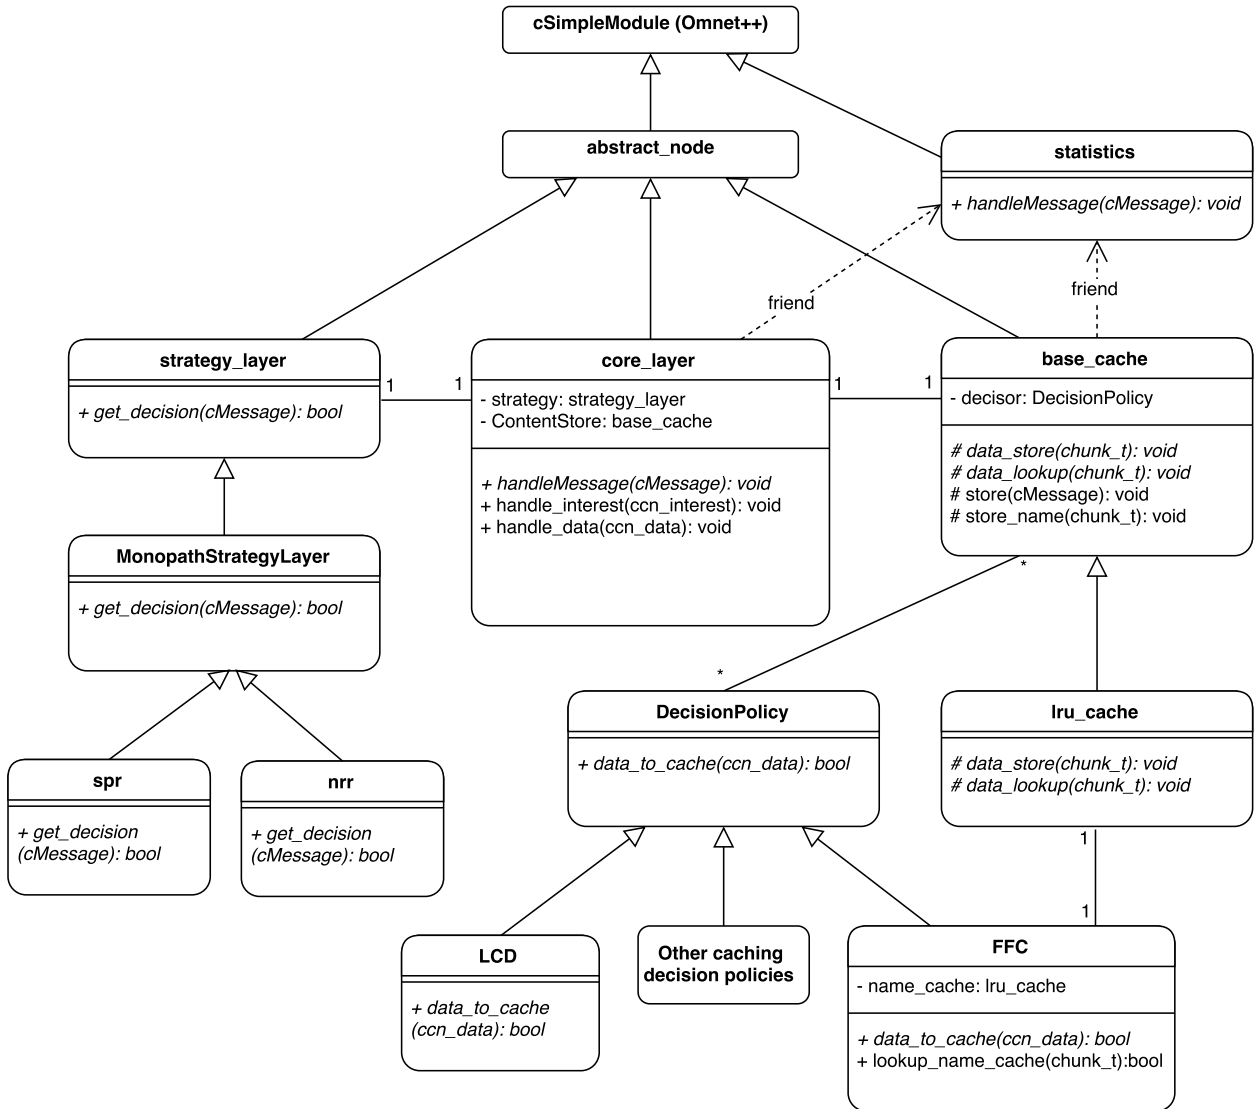 cSimpleModule (Omnet++)
abstract_node
statistics
+ handleMessage(cMessage): void
friend
friend
strategy_layer
+ get_decision(cMessage): bool
1
1
core_layer
- strategy: strategy_layer
- ContentStore: base_cache
+ handleMessage(cMessage): void
+ handle_interest(ccn_interest): void
+ handle_data(ccn_data): void
1
1
base_cache
- decisor: DecisionPolicy
# data_store(chunk_t): void
# data_lookup(chunk_t): void
# store(cMessage): void
# store_name(chunk_t): void
MonopathStrategyLayer
+ get_decision(cMessage): bool
*
*
DecisionPolicy
+ data_to_cache(ccn_data): bool
lru_cache
# data_store(chunk_t): void
# data_lookup(chunk_t): void
spr
+ get_decision
(cMessage): bool
nrr
+ get_decision
(cMessage): bool
1
1
LCD
+ data_to_cache
(ccn_data): bool
Other caching
decision policies
FFC
- name_cache: lru_cache
+ data_to_cache(ccn_data): bool
+ lookup_name_cache(chunk_t):bool